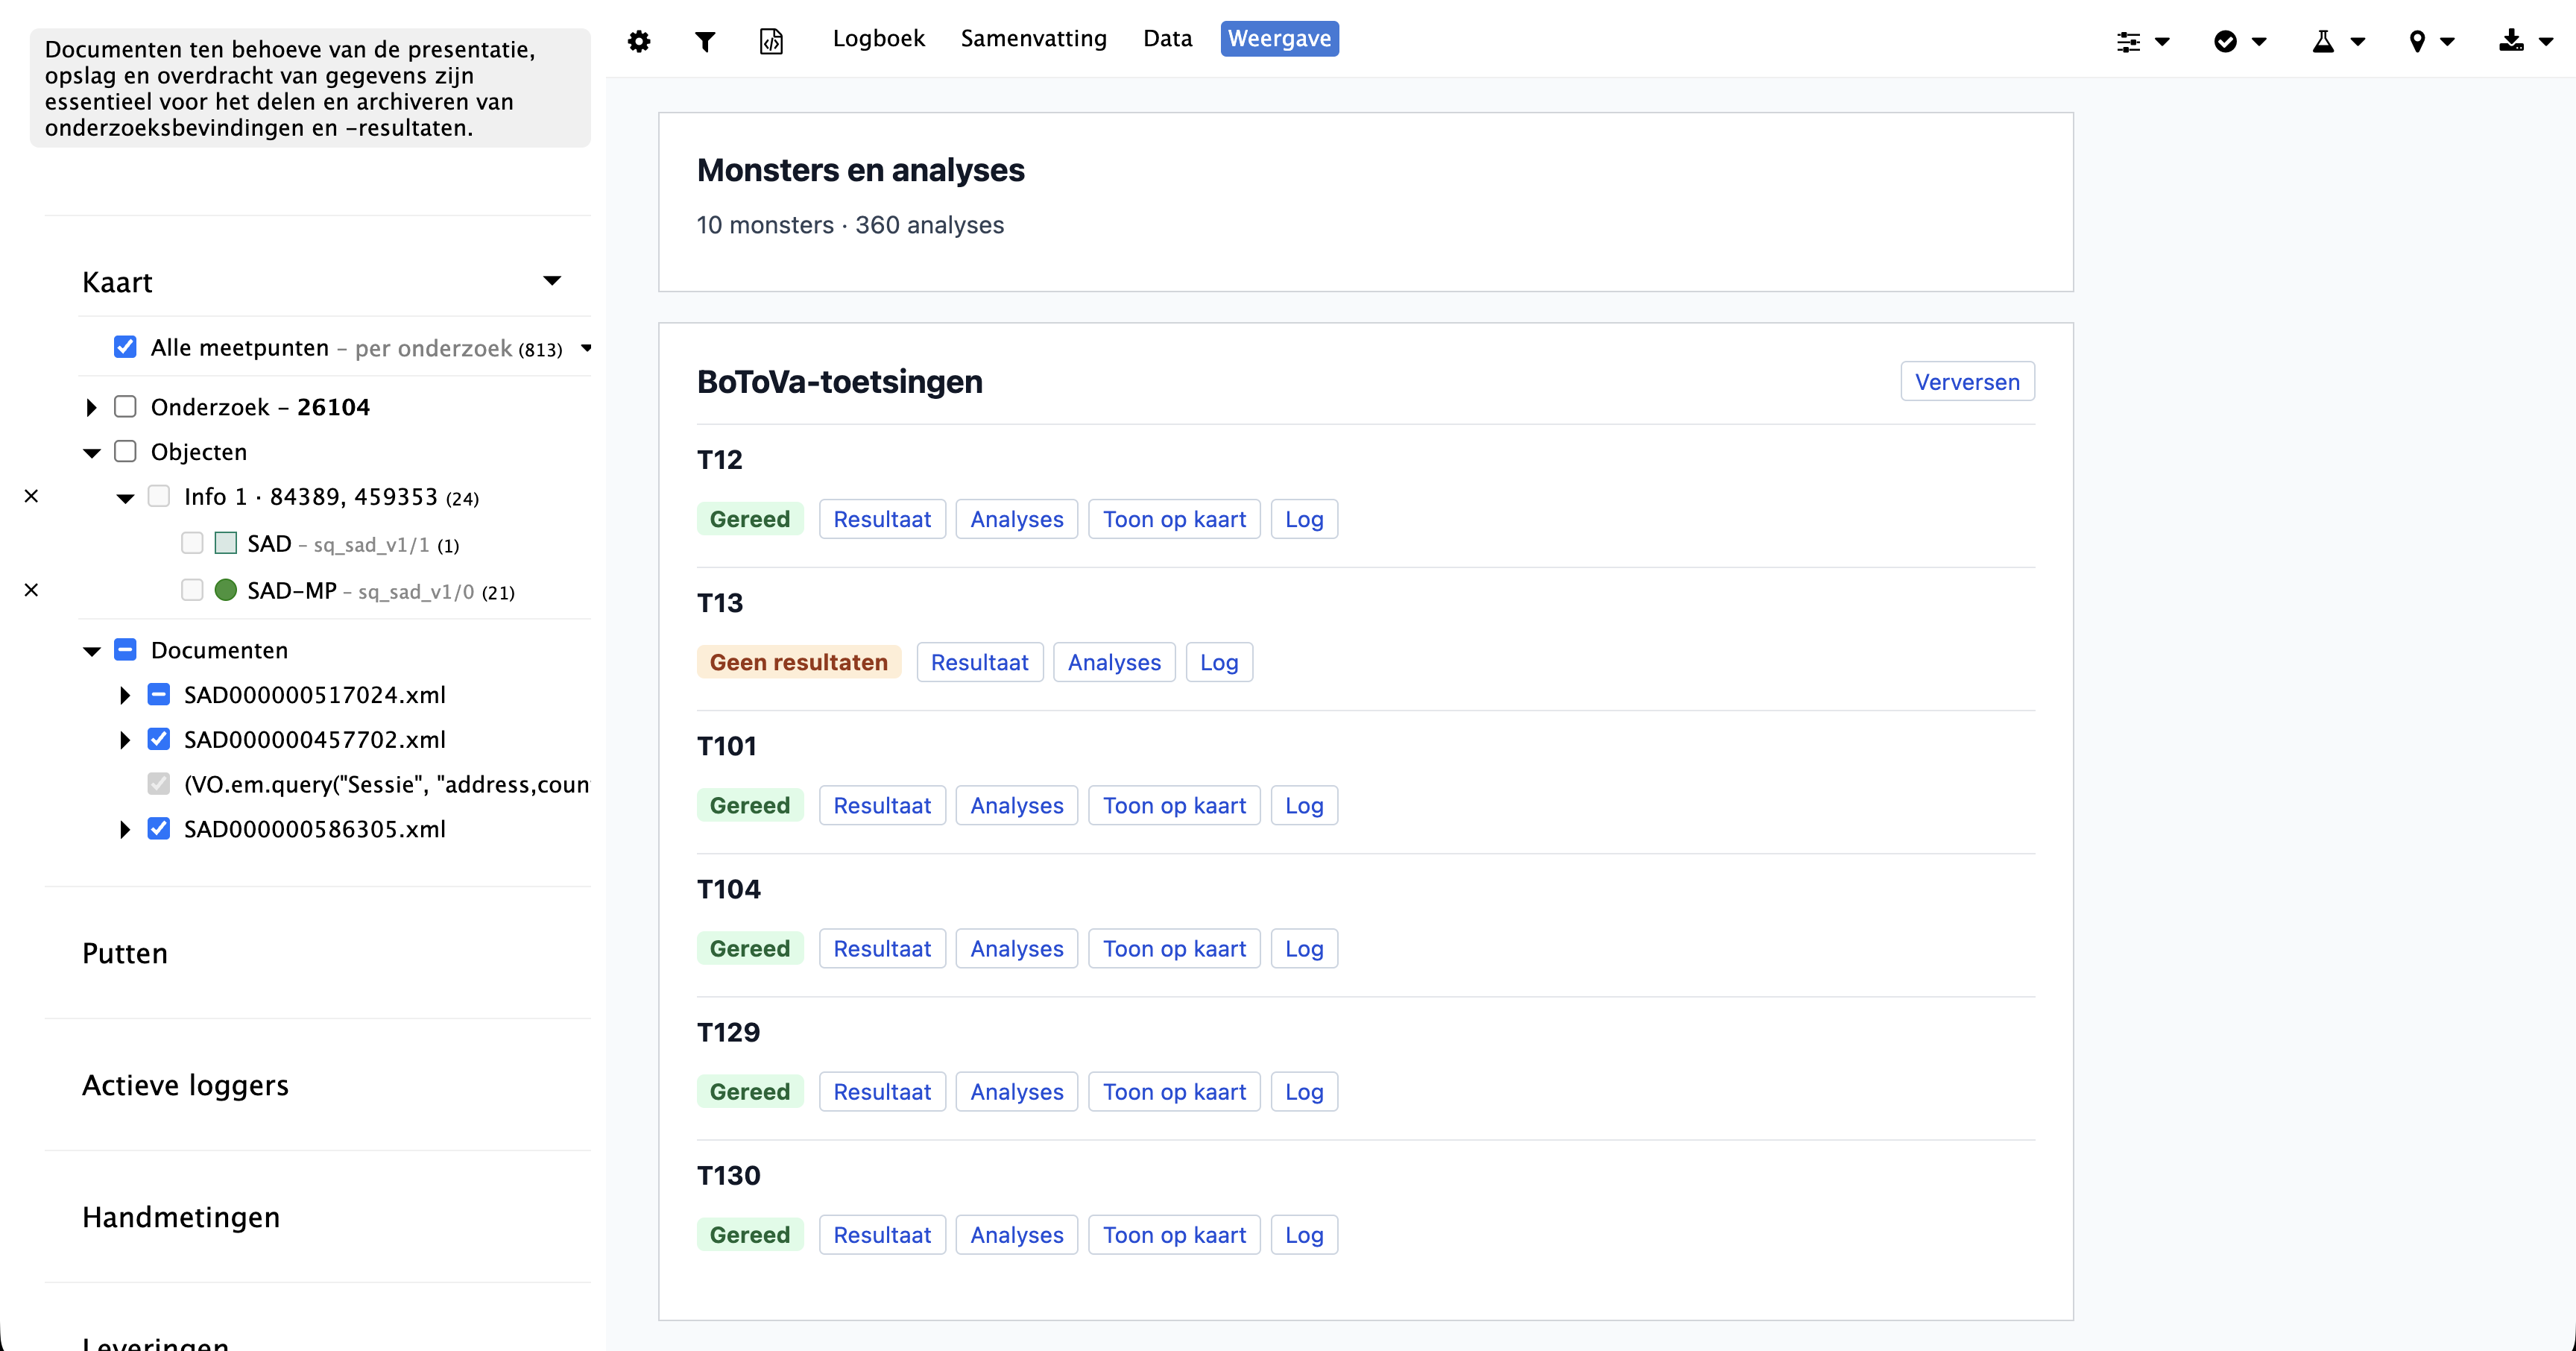 Documenten ten behoeve van de presentatie,
opslag en overdracht van gegevens zijn
essentieel voor het delen en archiveren van
onderzoeksbevindingen en -resultaten.
Kaart
Alle meetpunten - per onderzoek (813)
Onderzoek - 26104
Objecten
Info 1 · 84389, 459353 (24)
SAD - sq_sad_v1/1 (1)
SAD-MP - sq_sad_v1/0 (21)
Documenten
SAD000000517024.xml
SAD000000457702.xml
(VO.em.query("Sessie", "address,coun
SAD000000586305.xml
Putten
Actieve loggers
Handmetingen
Leveringen
Logboek Samenvatting Data Weergave
Monsters en analyses
10 monsters · 360 analyses
BoToVa-toetsingen Verversen
T12
Gereed Resultaat Analyses Toon op kaart Log
T13
Geen resultaten Resultaat Analyses Log
T101
Gereed Resultaat Analyses Toon op kaart Log
T104
Gereed Resultaat Analyses Toon op kaart Log
T129
Gereed Resultaat Analyses Toon op kaart Log
T130
Gereed Resultaat Analyses Toon op kaart Log